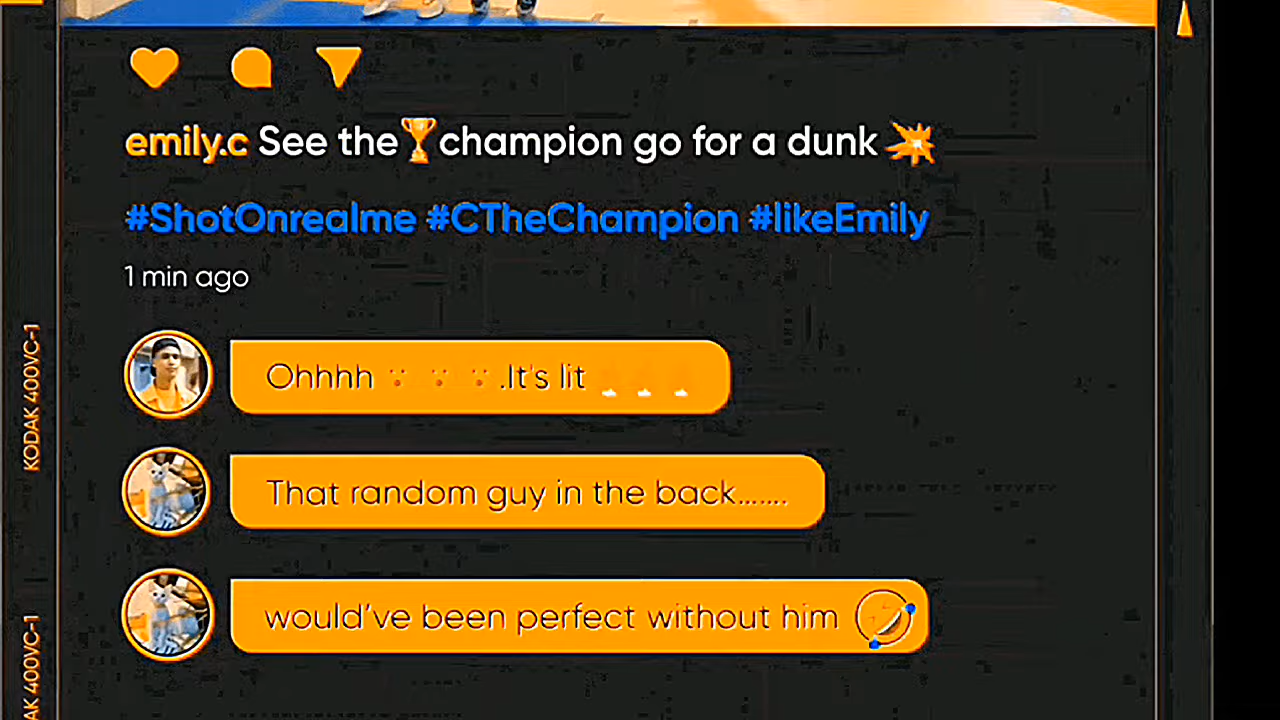 emily.c See the🏆champion go for a dunk 💥
#ShotOnrealme #CTheChampion #likeEmily
1 min ago
Ohhhh .It's lit
That random guy in the back.......
would've been perfect without him 🤣
KODAK 400VC-1
AK 400VC-1